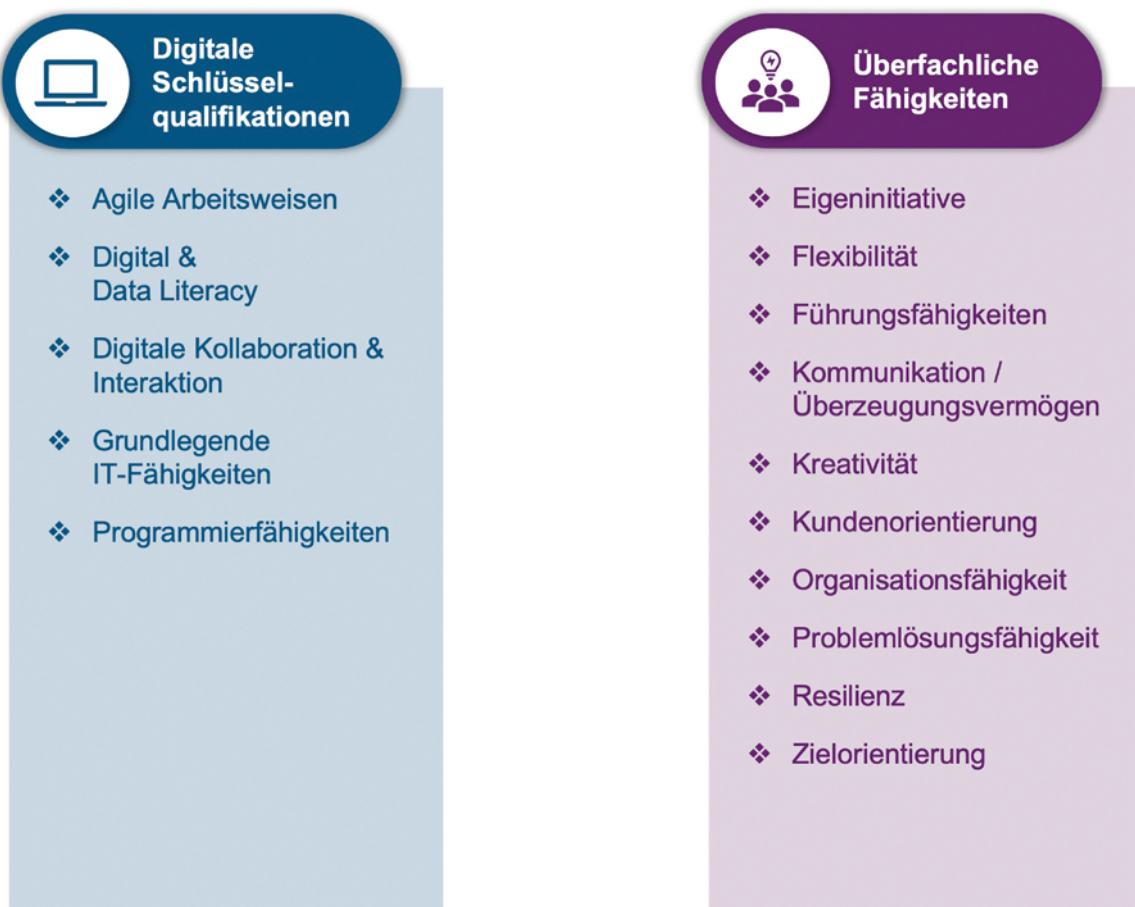 Digitale
Schlüssel-
qualifikationen
❖ Agile Arbeitsweisen
❖ Digital &
Data Literacy
❖ Digitale Kollaboration &
Interaktion
❖ Grundlegende
IT-Fähigkeiten
❖ Programmierfähigkeiten
Überfachliche
Fähigkeiten
❖ Eigeninitiative
❖ Flexibilität
❖ Führungsfähigkeiten
❖ Kommunikation /
Überzeugungsvermögen
❖ Kreativität
❖ Kundenorientierung
❖ Organisationsfähigkeit
❖ Problemlösungsfähigkeit
❖ Resilienz
❖ Zielorientierung